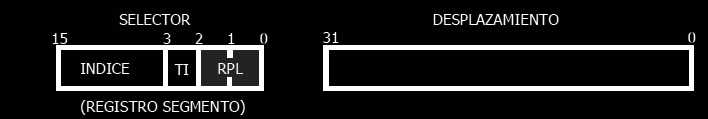 SELECTOR DESPLAZAMIENTO
15 3 2 1 0 31 0
INDICE TI RPL
(REGISTRO SEGMENTO)